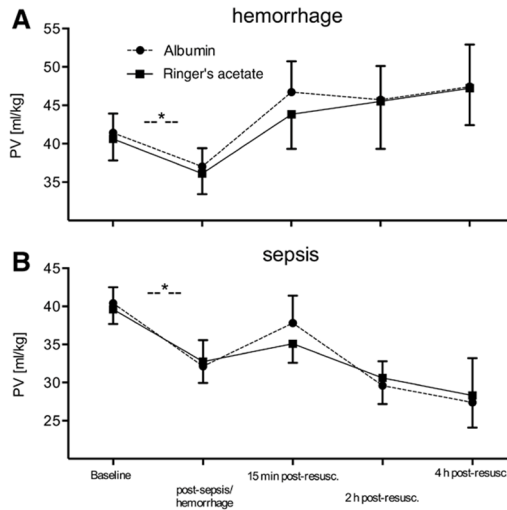 A
hemorrhage
55
50
45
40
35
PV [ml/kg]
Albumin
Ringer's acetate
--*--
B
sepsis
45
40
35
30
25
PV [ml/kg]
--*--
Baseline
post-sepsis/
hemorrhage
15 min post-resusc.
2 h post-resusc.
4 h post-resusc.